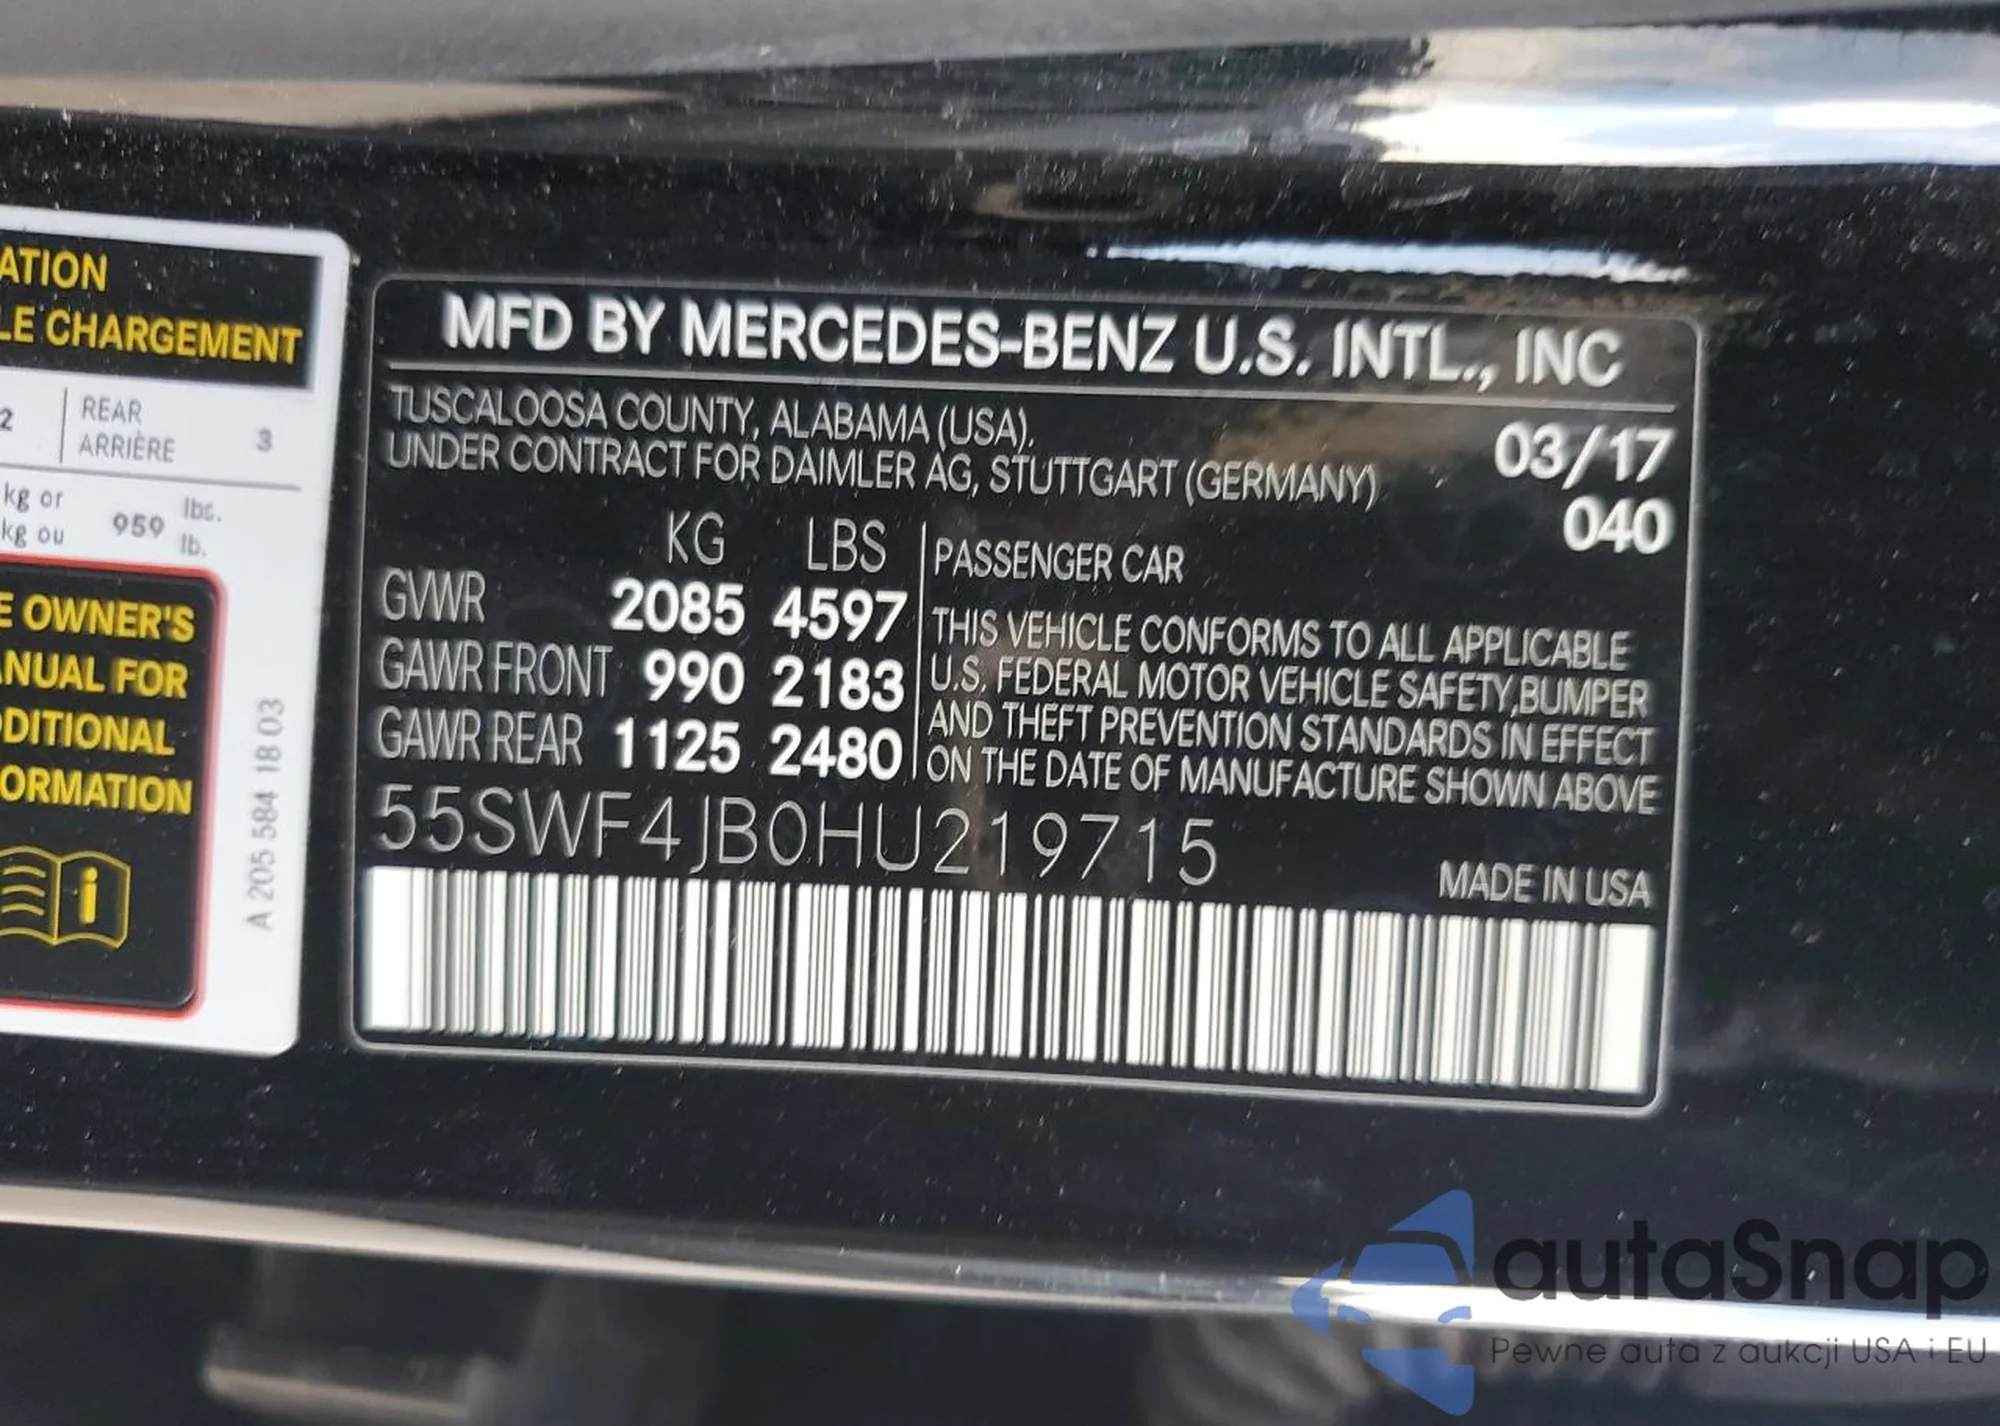 ATION
LE CHARGEMENT
2
REAR
ARRIÈRE
3
kg or
kg ou
959
lbs.
lb.
E OWNER'S
ANUAL FOR
DDITIONAL
ORMATION
i
A 205 584 18 03
MFD BY MERCEDES-BENZ U.S. INTL., INC
TUSCALOOSA COUNTY, ALABAMA (USA).
UNDER CONTRACT FOR DAIMLER AG, STUTTGART (GERMANY)
03/17
040
KG LBS
GVWR 2085 4597
GAWR FRONT 990 2183
GAWR REAR 1125 2480
PASSENGER CAR
THIS VEHICLE CONFORMS TO ALL APPLICABLE
U.S. FEDERAL MOTOR VEHICLE SAFETY,BUMPER
AND THEFT PREVENTION STANDARDS IN EFFECT
ON THE DATE OF MANUFACTURE SHOWN ABOVE
55SWF4JB0HU219715
MADE IN USA
autaSnap
Pewne auta z aukcji USA i EU